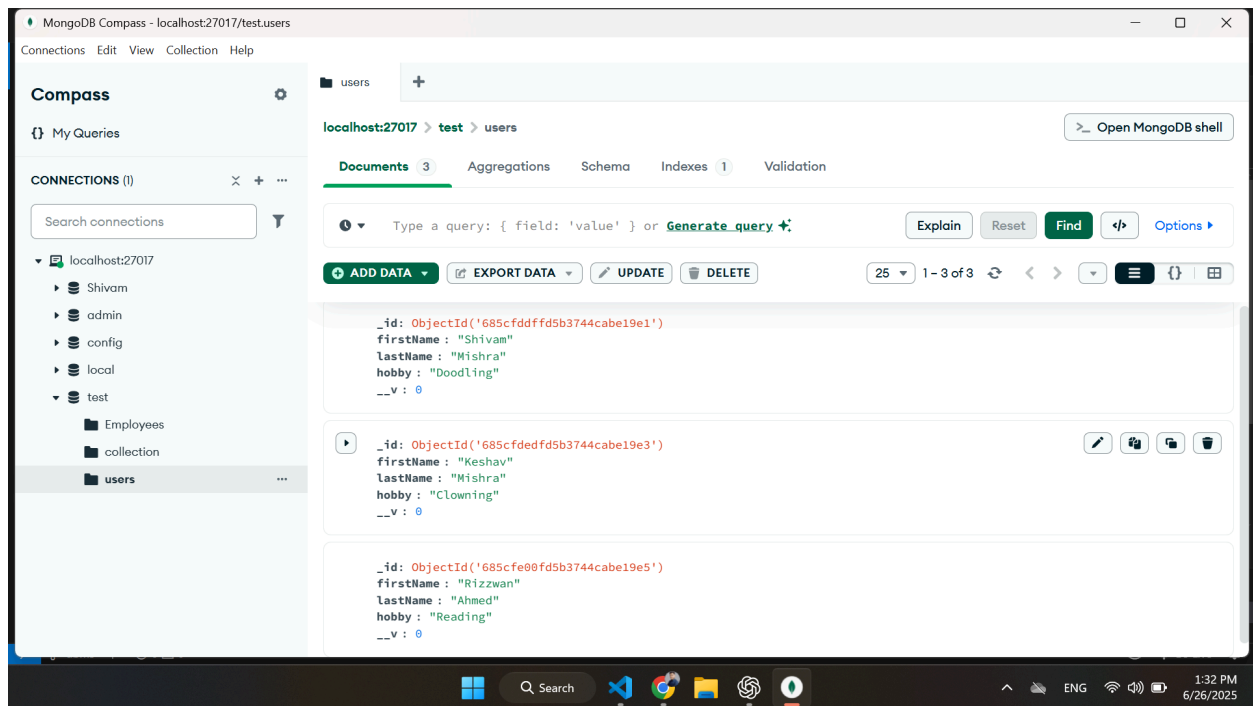 MongoDB Compass - localhost:27017/test.users
Connections Edit View Collection Help
Compass
{} My Queries
CONNECTIONS (1)
Search connections
localhost:27017
Shivam
admin
config
local
test
Employees
collection
users
users
localhost:27017 > test > users
>_ Open MongoDB shell
Documents 3 Aggregations Schema Indexes 1 Validation
Type a query: { field: 'value' } or Generate query
Explain Reset Find </> Options
ADD DATA EXPORT DATA UPDATE DELETE
25 1 – 3 of 3 {}
_id: ObjectId('685cfddffd5b3744cabe19e1')
firstName : "Shivam"
lastName : "Mishra"
hobby : "Doodling"
__v : 0
_id: ObjectId('685cfdedfd5b3744cabe19e3')
firstName : "Keshav"
lastName : "Mishra"
hobby : "Clowning"
__v : 0
_id: ObjectId('685cfe00fd5b3744cabe19e5')
firstName : "Rizzwan"
lastName : "Ahmed"
hobby : "Reading"
__v : 0
Search
ENG
1:32 PM
6/26/2025